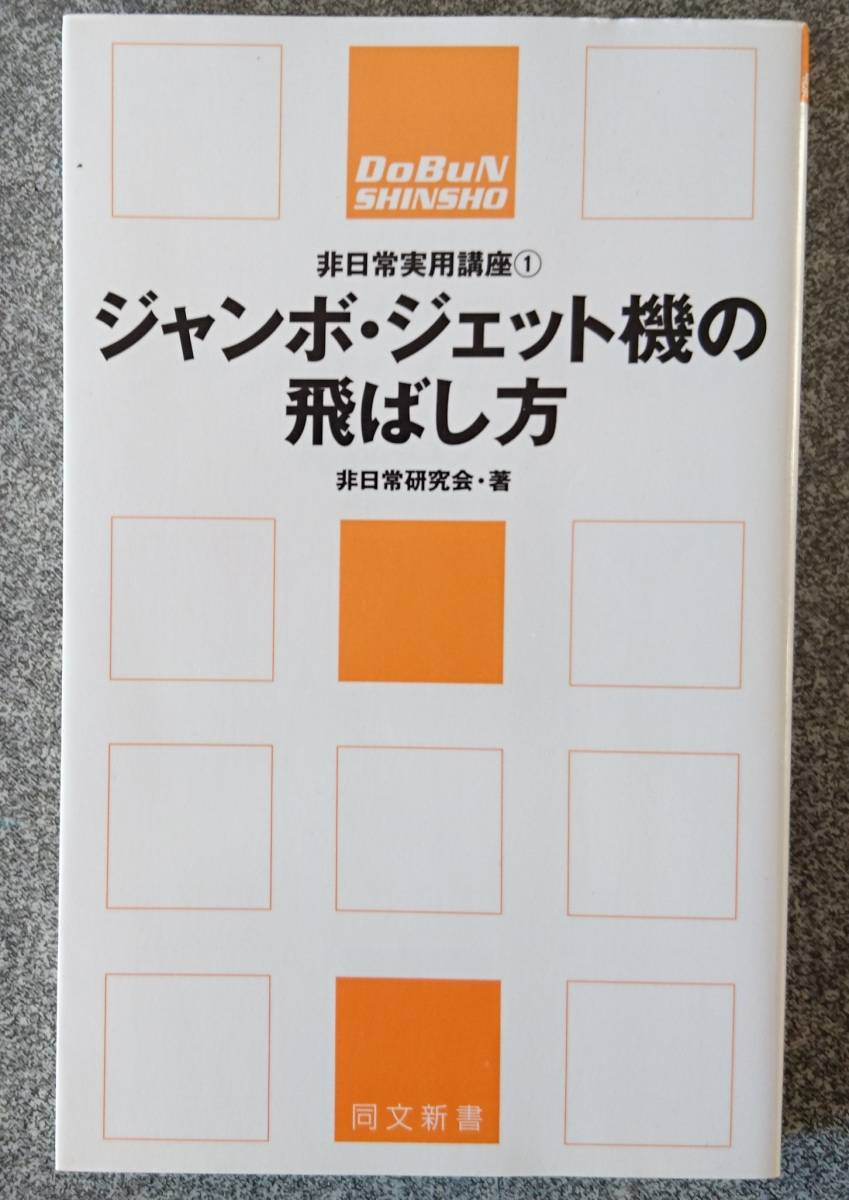 DoBuN
SHINSHO
非日常実用講座①
ジャンボ・ジェット機の
飛ばし方
非日常研究会・著
同文新書